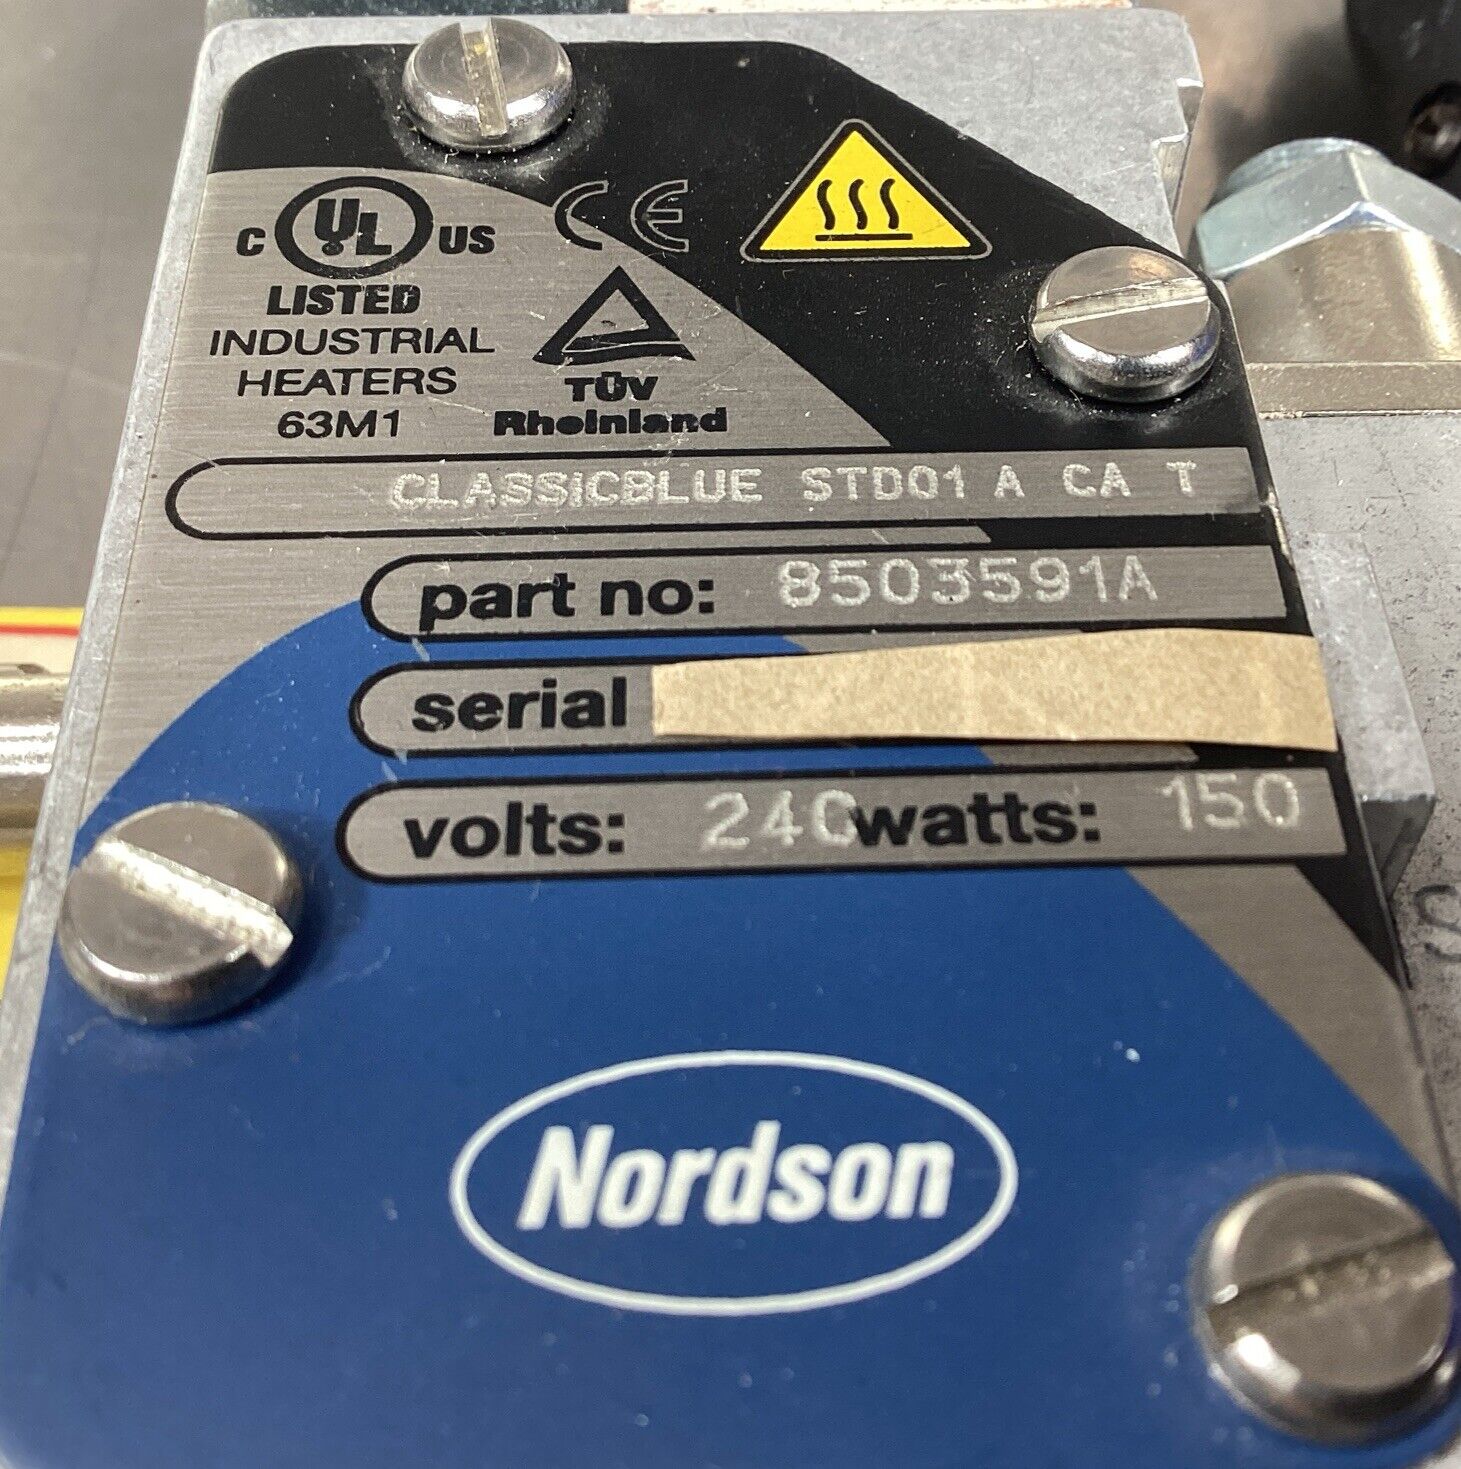 C UL US CE
LISTED
INDUSTRIAL
HEATERS
63M1
TÜV
Rheinland
CLASSICBLUE STD01 A CA T
part no: 8503591A
serial
volts: 240 watts: 150
Nordson